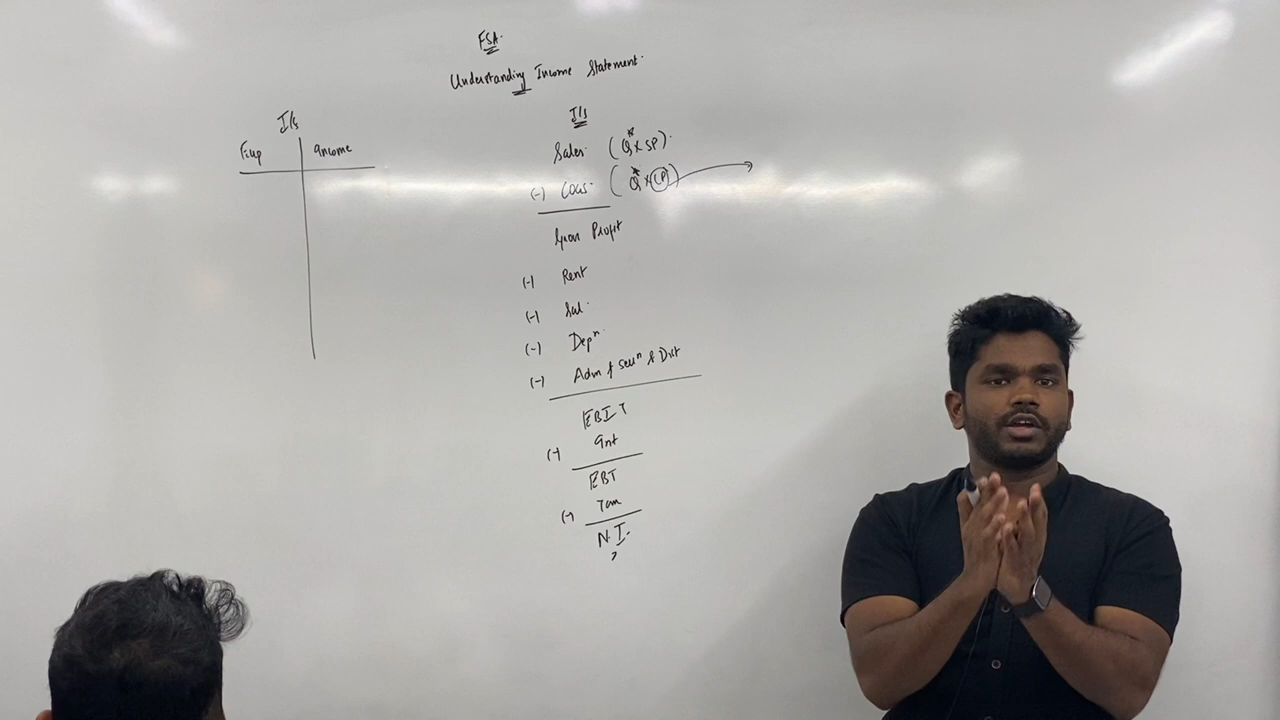 FSA.
Understanding Income Statement.
I/s
Exp Income
I/s
Sales (Q* x SP).
(-) COGS. (Q* x CP)
Gross Profit
(-) Rent
(-) Sal.
(-) Depn
(-) Adm & Selln & Dist
EBIT
(-) Int
EBT
(-) Tax
N.I.